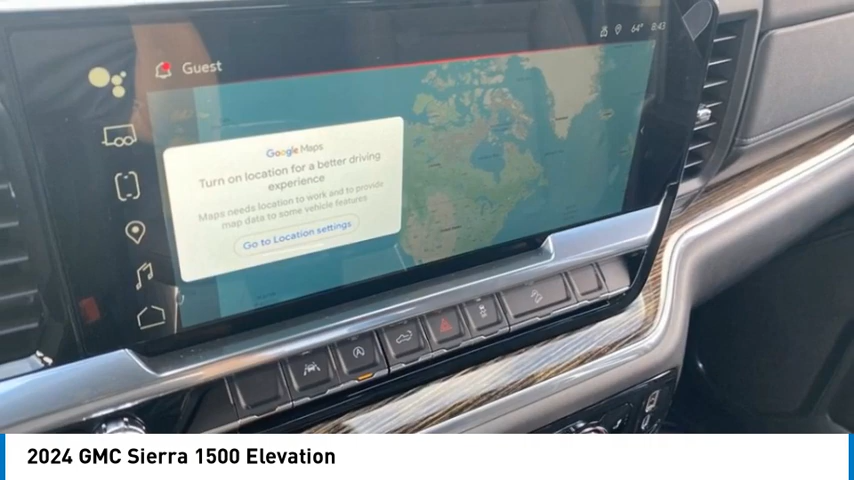 Guest
64° 8:43
Google Maps
Turn on location for a better driving
experience
Maps needs location to work and to provide
map data to some vehicle features
Go to Location settings
2024 GMC Sierra 1500 Elevation